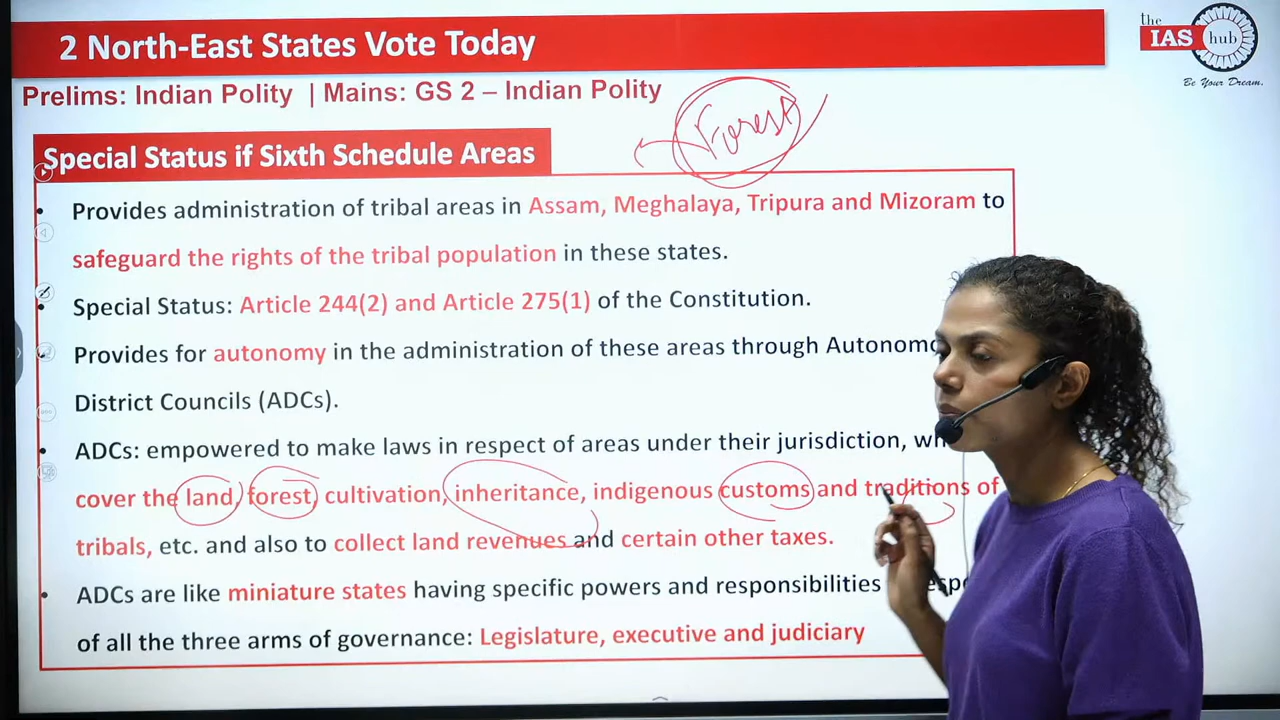 2 North-East States Vote Today
the
IAS hub
Be Your Dream.
Prelims: Indian Polity | Mains: GS 2 – Indian Polity
Forest
Special Status if Sixth Schedule Areas
• Provides administration of tribal areas in Assam, Meghalaya, Tripura and Mizoram to
safeguard the rights of the tribal population in these states.
• Special Status: Article 244(2) and Article 275(1) of the Constitution.
Provides for autonomy in the administration of these areas through Autonomo
District Councils (ADCs).
• ADCs: empowered to make laws in respect of areas under their jurisdiction, wh
cover the land, forest, cultivation, inheritance, indigenous customs and traditions of
tribals, etc. and also to collect land revenues and certain other taxes.
• ADCs are like miniature states having specific powers and responsibilities
of all the three arms of governance: Legislature, executive and judiciary